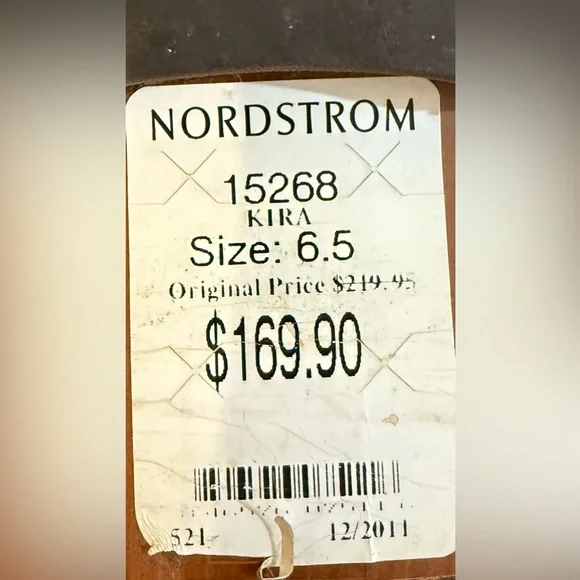 NORDSTROM
15268
KIRA
Size: 6.5
Original Price $219.95
$169.90
521
12/2011